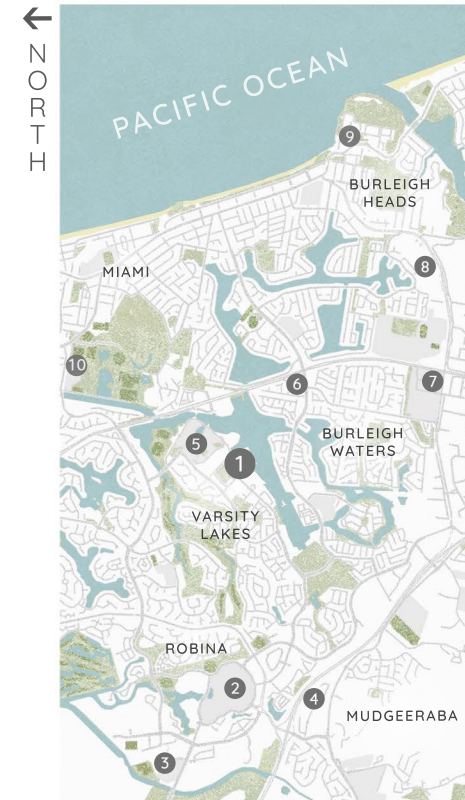 ←
N
O
R
T
H
PACIFIC OCEAN
9
BURLEIGH
HEADS
8
MIAMI
10
6
7
5
1
BURLEIGH
WATERS
VARSITY
LAKES
ROBINA
2
4
MUDGEERABA
3